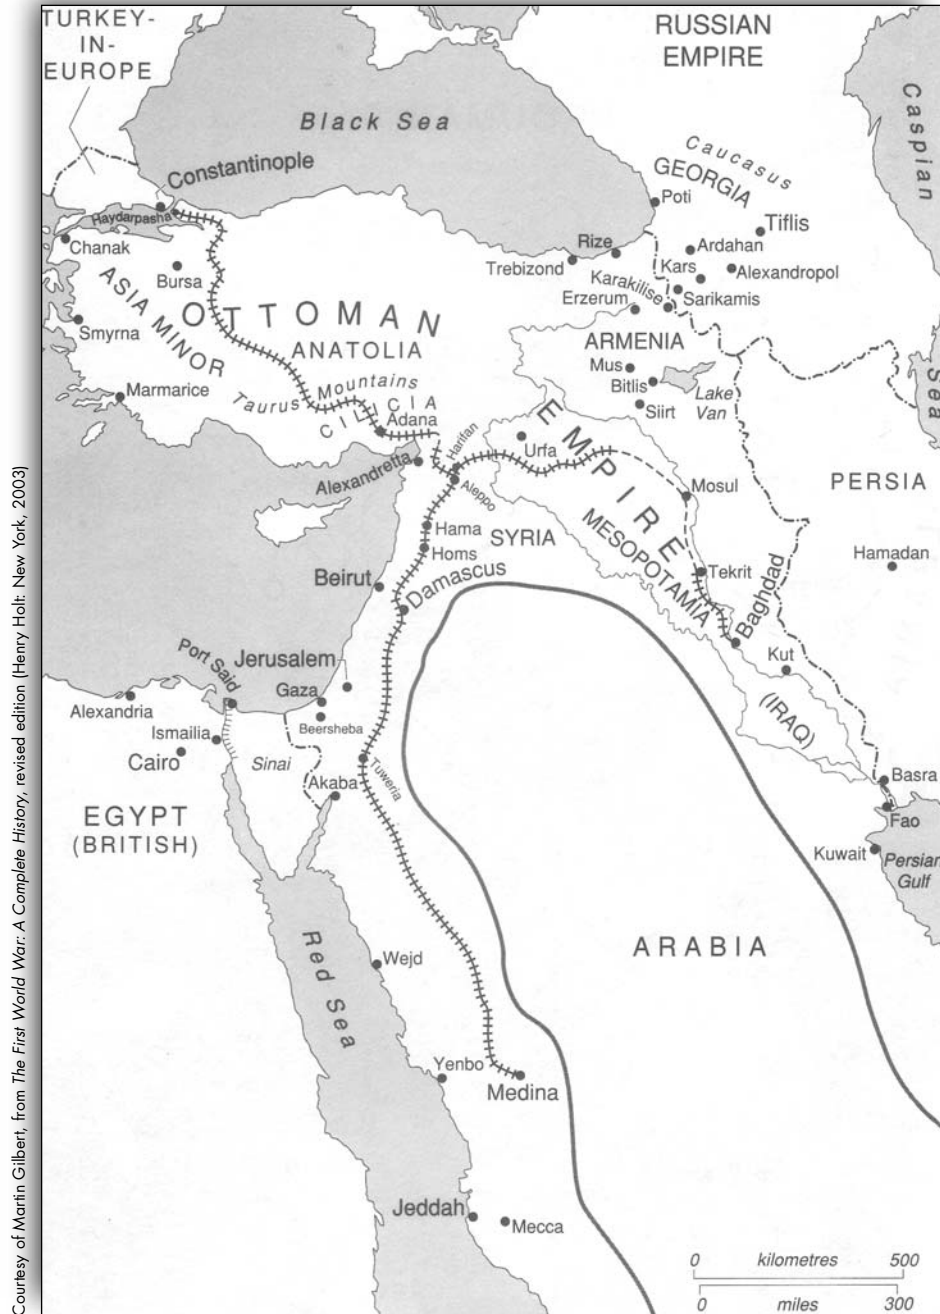 TURKEY-
IN-
EUROPE
RUSSIAN
EMPIRE
Black Sea
Caspian
Sea
Caucasus
GEORGIA
Constantinople
Haydarpasha
Poti
Tiflis
Chanak
Rize
Ardahan
Bursa
Trebizond
Kars
Alexandropol
Karakilise
Sarikamis
Erzerum
ASIA MINOR
OTTOMAN
EMPIRE
Smyrna
ANATOLIA
ARMENIA
Mus
Bitlis
Lake
Van
Siirt
Marmarice
Taurus Mountains
CILICIA
Adana
Harifan
Urfa
Alexandretta
Aleppo
Mosul
PERSIA
Hama
SYRIA
MESOPOTAMIA
Homs
Hamadan
Beirut
Damascus
Tekrit
Baghdad
Port Said
Jerusalem
Kut
Gaza
Alexandria
Beersheba
(IRAQ)
Ismailia
Cairo
Sinai
Tuweria
Akaba
Basra
EGYPT
(BRITISH)
Fao
Kuwait
Persian
Gulf
Red Sea
Wejd
ARABIA
Yenbo
Medina
Jeddah
Mecca
0 kilometres 500
0 miles 300
Courtesy of Martin Gilbert, from The First World War: A Complete History, revised edition (Henry Holt: New York, 2003)